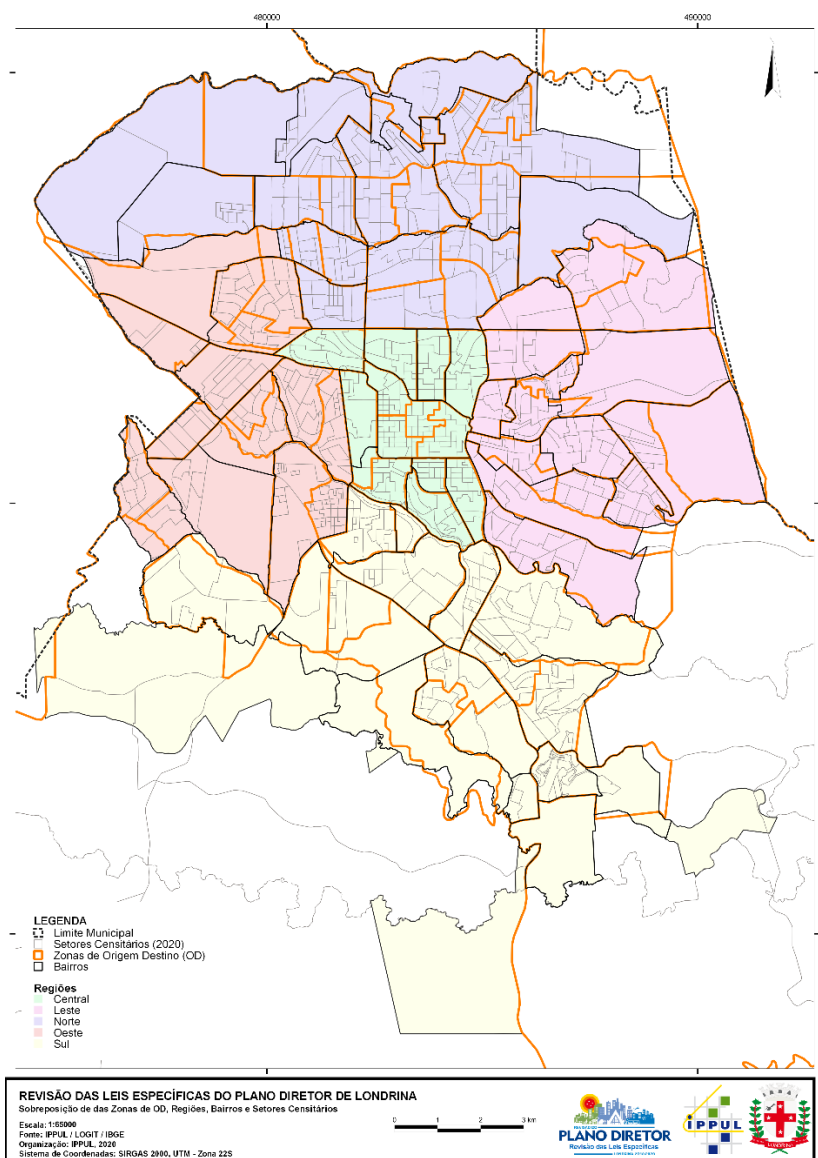 480000
490000
LEGENDA
Limite Municipal
Setores Censitários (2020)
Zonas de Origem Destino (OD)
Bairros
Regiões
Central
Leste
Norte
Oeste
Sul
REVISÃO DAS LEIS ESPECÍFICAS DO PLANO DIRETOR DE LONDRINA
Sobreposição de das Zonas de OD, Regiões, Bairros e Setores Censitários
Escala: 1:65000
Fonte: IPPUL / LOGIT / IBGE
Organização: IPPUL, 2020
Sistema de Coordenadas: SIRGAS 2000, UTM - Zona 22S
0 1 2 3 km
PLANO DIRETOR
Revisão das Leis Específicas
IPPUL